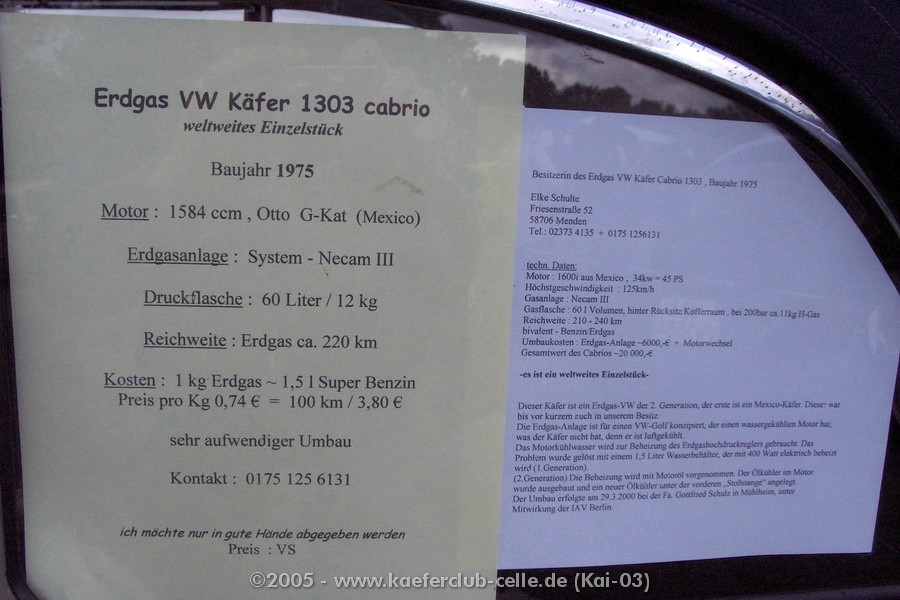 Erdgas VW Käfer 1303 cabrio
weltweites Einzelstück
Baujahr 1975
Motor : 1584 ccm , Otto G-Kat (Mexico)
Erdgasanlage : System - Necam III
Druckflasche : 60 Liter / 12 kg
Reichweite : Erdgas ca. 220 km
Kosten : 1 kg Erdgas ~ 1,5 l Super Benzin
Preis pro Kg 0,74 € = 100 km / 3,80 €
sehr aufwendiger Umbau
Kontakt : 0175 125 6131
ich möchte nur in gute Hände abgegeben werden
Preis : VS
Besitzerin des Erdgas VW Käfer Cabrio 1303 , Baujahr 1975
Elke Schulte
Friesenstraße 52
58706 Menden
Tel.: 02373 4135 + 0175 1256131
techn. Daten:
Motor : 1600i aus Mexico ; 34kw = 45 PS
Höchstgeschwindigkeit : 125km/h
Gasanlage : Necam III
Gasflasche : 60 l Volumen, hinter Rücksitz/Kofferraum , bei 200bar ca.11kg H-Gas
Reichweite : 210 - 240 km
bivalent - Benzin/Erdgas
Umbaukosten : Erdgas-Anlage ~6000,-€ + Motorwechsel
Gesamtwert des Cabrios ~20 000,-€
-es ist ein weltweites Einzelstück-
Dieser Käfer ist ein Erdgas-VW der 2. Generation, der erste ist ein Mexico-Käfer. Dieser war
bis vor kurzem zuch in unserem Besitz.
Die Erdgas-Anlage ist für einen VW-Golf konzipiert, der einen wassergekühlten Motor hat,
was der Käfer nicht hat, denn er ist luftgekühlt.
Das Motorkühlwasser wird zur Beheizung des Erdgashochdruckreglers gebraucht. Das
Problem wurde gelöst mit einem 1,5 Liter Wasserbehälter, der mit 400 Watt elektrisch beheizt
wird (1.Generation).
(2.Generation) Die Beheizung wird mit Motoröl vorgenommen. Der Ölkühler im Motor
wurde ausgebaut und ein neuer Ölkühler unter der vorderen „Stoßstange" angelegt.
Der Umbau erfolgte am 29.3.2000 bei der Fa. Gottfried Schulz in Mühlheim, unter
Mitwirkung der IAV Berlin.
©2005 - www.kaeferclub-celle.de (Kai-03)